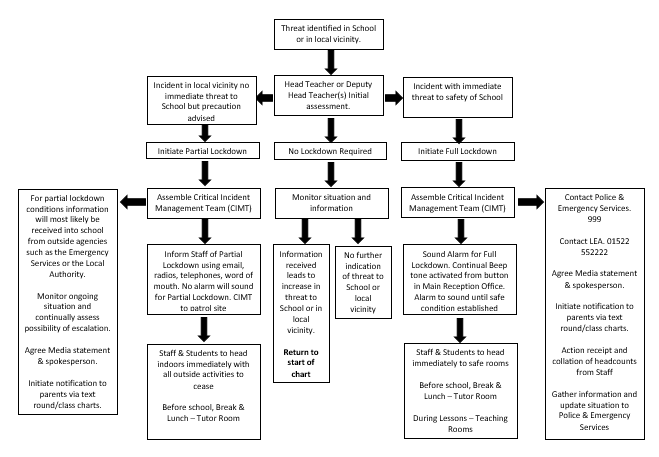 Threat identified in School
or in local vicinity.
Incident in local vicinity no
immediate threat to
School but precaution
advised
Head Teacher or Deputy
Head Teacher(s) Initial
assessment.
Incident with immediate
threat to safety of School
Initiate Partial Lockdown
No Lockdown Required
Initiate Full Lockdown
For partial lockdown
conditions information
will most likely be
received into school
from outside agencies
such as the Emergency
Services or the Local
Authority.
Monitor ongoing
situation and
continually assess
possibility of escalation.
Agree Media statement
& spokesperson.
Initiate notification to
parents via text
round/class charts.
Assemble Critical Incident
Management Team (CIMT)
Monitor situation and
information
Assemble Critical Incident
Management Team (CIMT)
Contact Police &
Emergency Services.
999
Contact LEA. 01522
552222
Agree Media statement
& spokesperson.
Initiate notification to
parents via text
round/class charts.
Action receipt and
collation of headcounts
from Staff
Gather information and
update situation to
Police & Emergency
Services
Inform Staff of Partial
Lockdown using email,
radios, telephones, word of
mouth. No alarm will sound
for Partial Lockdown. CIMT
to patrol site
Information
received leads
to increase in
threat to
School or in
local
vicinity.
Return to
start of
chart
No further
indication
of threat to
School or
local
vicinity
Sound Alarm for Full
Lockdown. Continual Beep
tone activated from button
in Main Reception Office.
Alarm to sound until safe
condition established
Staff & Students to head
indoors immediately with
all outside activities to
cease
Before school, Break &
Lunch – Tutor Room
Staff & Students to head
immediately to safe rooms
Before school, Break &
Lunch – Tutor Room
During Lessons – Teaching
Rooms